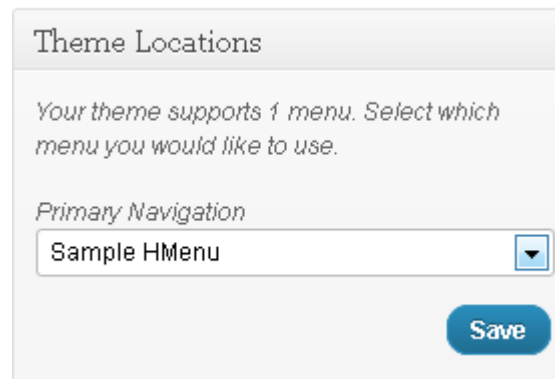 Theme Locations
Your theme supports 1 menu. Select which
menu you would like to use.
Primary Navigation
Sample HMenu
Save